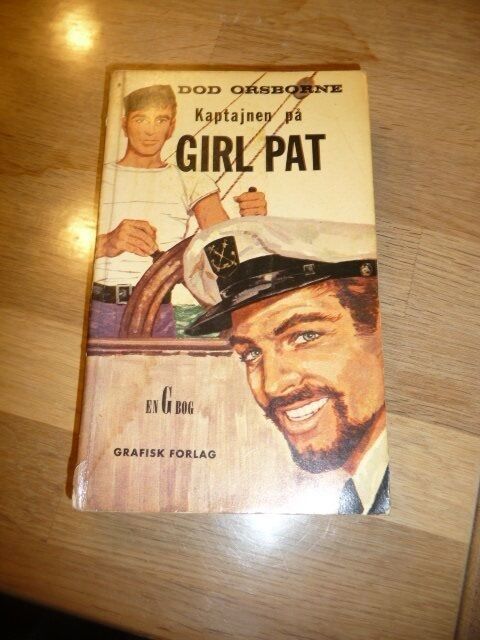 DOD ORSBORNE
Kaptajnen på
GIRL PAT
EN G BOG
GRAFISK FORLAG